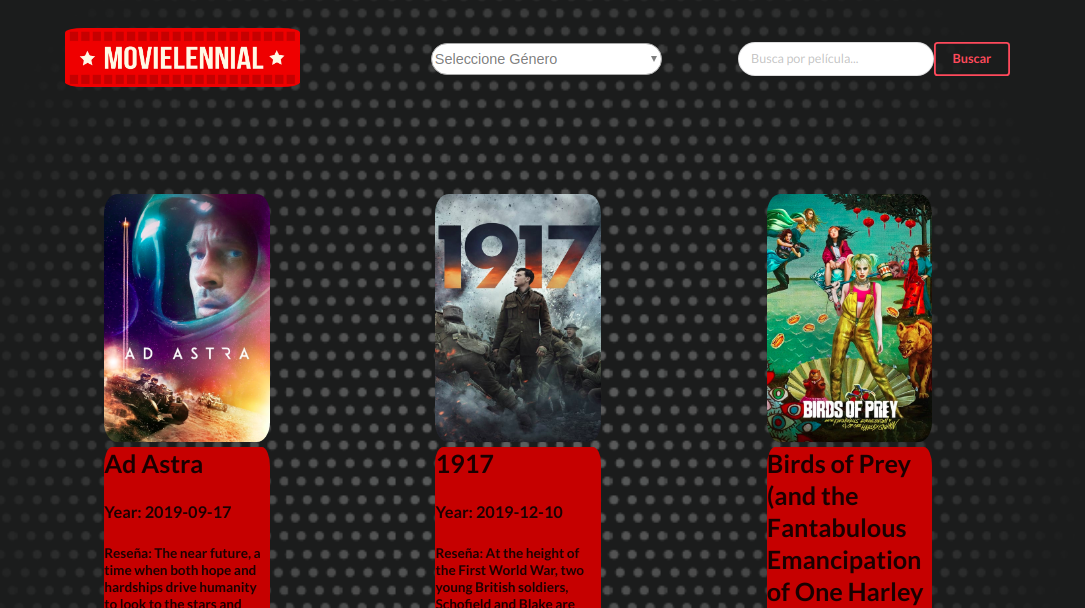 MOVIELENNIAL
Seleccione Género
Busca por película...
Buscar
AD ASTRA
1917
BIRDS OF PREY
Ad Astra
Year: 2019-09-17
Reseña: The near future, a
time when both hope and
hardships drive humanity
to look to the stars and
1917
Year: 2019-12-10
Reseña: At the height of
the First World War, two
young British soldiers,
Schofield and Blake are
Birds of Prey
(and the
Fantabulous
Emancipation
of One Harley